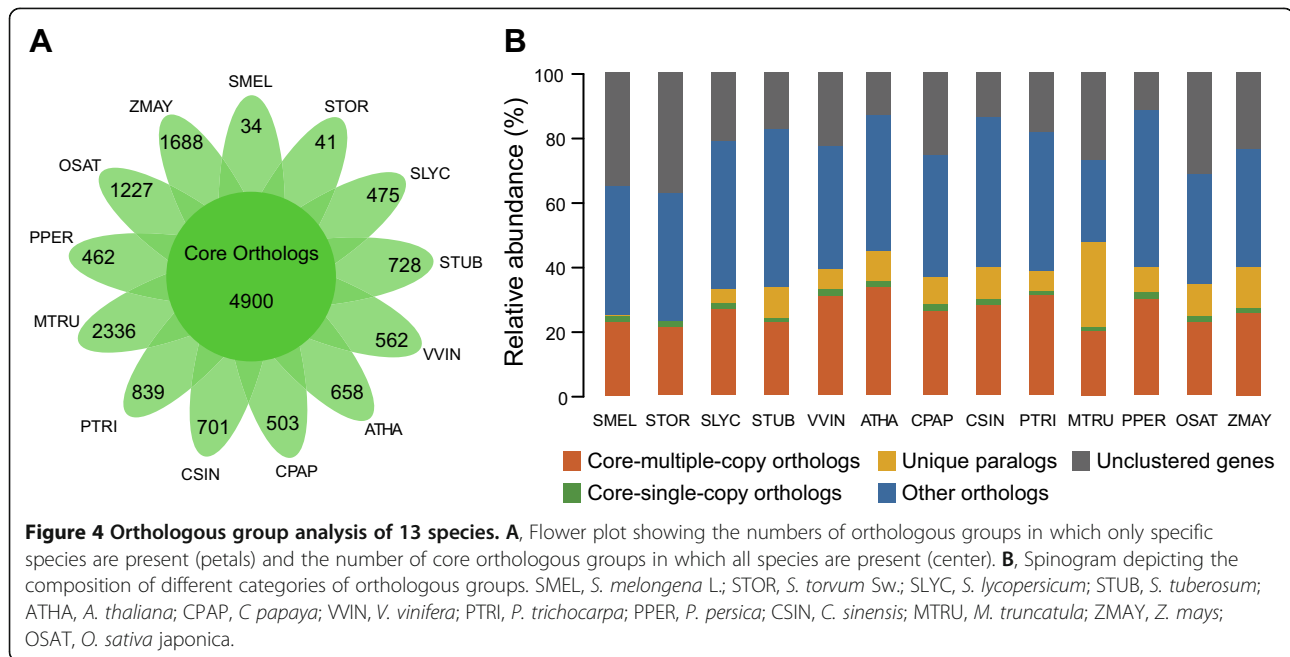 A
SMEL
34
STOR
41
SLYC
475
STUB
728
VVIN
562
ATHA
658
CPAP
503
CSIN
701
PTRI
839
MTRU
2336
PPER
462
OSAT
1227
ZMAY
1688
Core Orthologs
4900
B
Relative abundance (%)
100
80
60
40
20
0
SMEL STOR SLYC STUB VVIN ATHA CPAP CSIN PTRI MTRU PPER OSAT ZMAY
Core-multiple-copy orthologs Unique paralogs Unclustered genes
Core-single-copy orthologs Other orthologs
Figure 4 Orthologous group analysis of 13 species. A, Flower plot showing the numbers of orthologous groups in which only specific
species are present (petals) and the number of core orthologous groups in which all species are present (center). B, Spinogram depicting the
composition of different categories of orthologous groups. SMEL, S. melongena L.; STOR, S. torvum Sw.; SLYC, S. lycopersicum; STUB, S. tuberosum;
ATHA, A. thaliana; CPAP, C papaya; VVIN, V. vinifera; PTRI, P. trichocarpa; PPER, P. persica; CSIN, C. sinensis; MTRU, M. truncatula; ZMAY, Z. mays;
OSAT, O. sativa japonica.